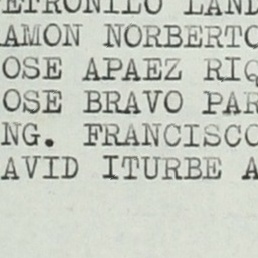 ETRONILO LAND
AMON NORBERTO
OSE APAEZ RIQ
OSE BRAVO PAR
NG. FRANCISCO
AVID ITURBE A